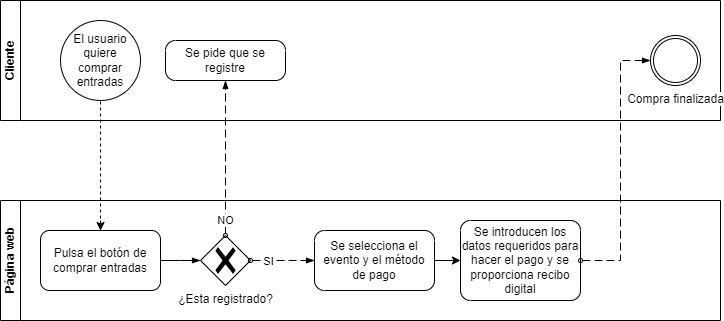 Cliente
El usuario
quiere
comprar
entradas
Se pide que se
registre
Compra finalizada
Página web
Pulsa el botón de
comprar entradas
NO
SI
¿Esta registrado?
Se selecciona el
evento y el método
de pago
Se introducen los
datos requeridos para
hacer el pago y se
proporciona recibo
digital